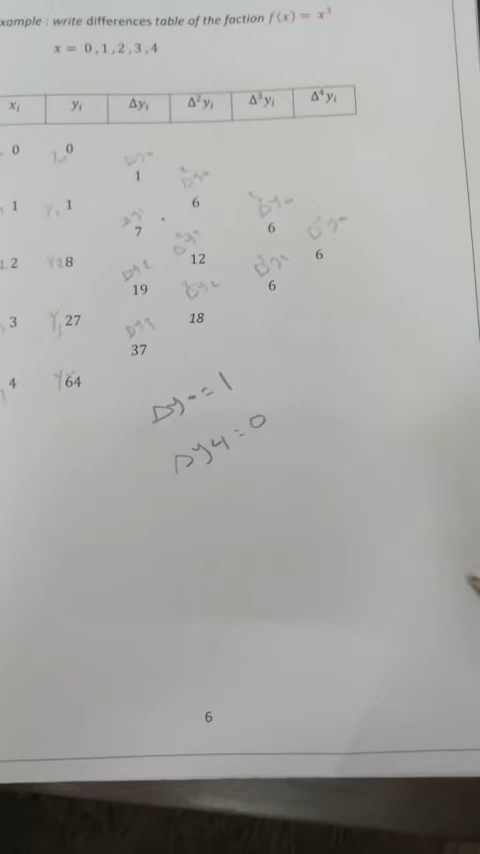 xample : write differences table of the faction f(x) = x³
x = 0,1,2,3,4
xᵢ yᵢ Δyᵢ Δ²yᵢ Δ³yᵢ Δ⁴yᵢ
0 0
1
1 1 6
7 6
2 8 12 6
19 6
3 27 18
37
4 64
Δy₀=1
Δy4=0
6